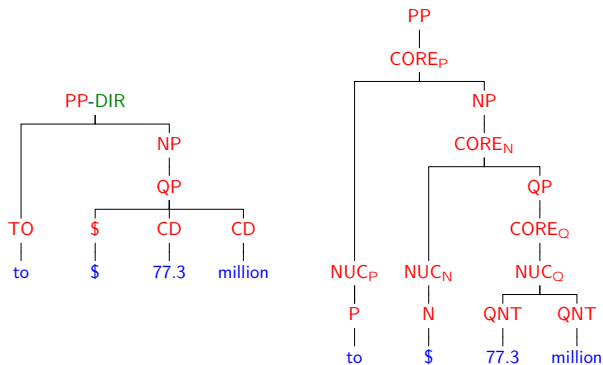 PP
CORE_P
PP-DIR NP
NP CORE_N
QP QP
TO $ CD CD CORE_Q
to $ 77.3 million NUC_P NUC_N NUC_Q
P N QNT QNT
to $ 77.3 million